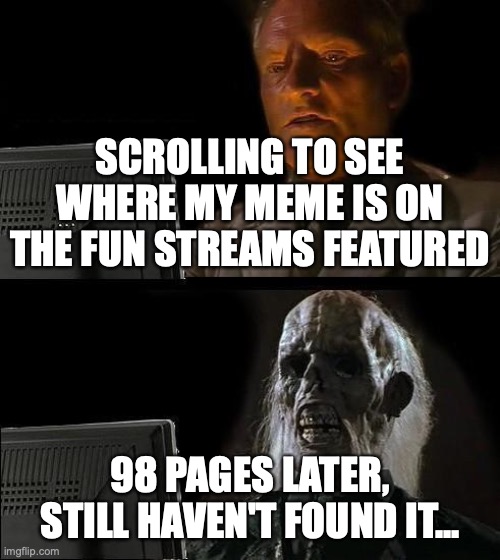 SCROLLING TO SEE
WHERE MY MEME IS ON
THE FUN STREAMS FEATURED
98 PAGES LATER,
STILL HAVEN'T FOUND IT...
imgflip.com